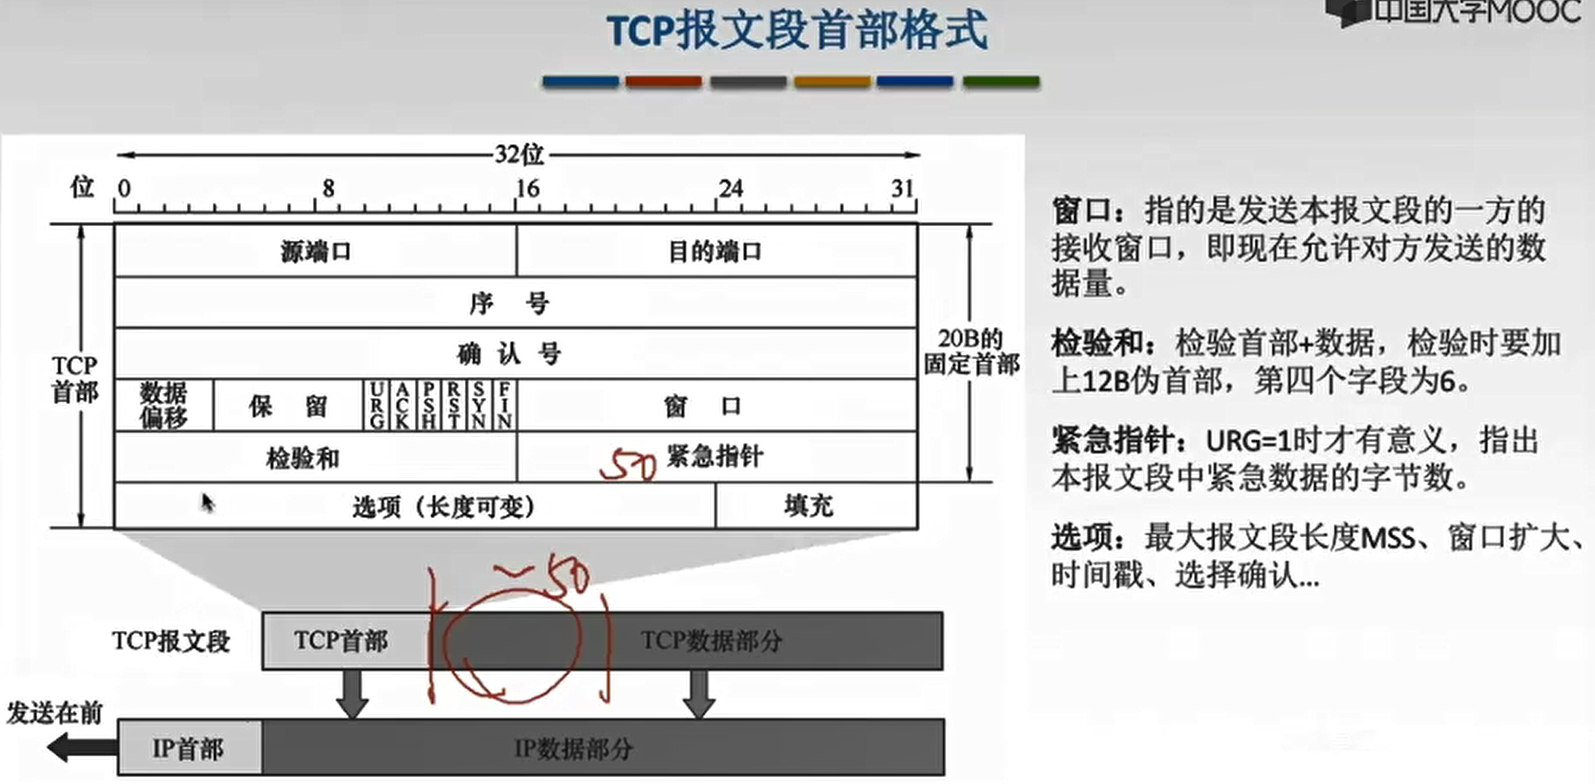 TCP报文段首部格式
中国大学MOOC
32位
位 0 8 16 24 31
源端口 目的端口
序 号
确 认 号
TCP
首部
20B的
固定首部
数据
偏移
保 留
URG
ACK
PSH
RST
SYN
FIN
窗 口
检验和 50 紧急指针
选项（长度可变） 填充
~50
TCP报文段 TCP首部 TCP数据部分
发送在前
IP首部 IP数据部分
窗口：指的是发送本报文段的一方的
接收窗口，即现在允许对方发送的数
据量。
检验和：检验首部+数据，检验时要加
上12B伪首部，第四个字段为6。
紧急指针：URG=1时才有意义，指出
本报文段中紧急数据的字节数。
选项：最大报文段长度MSS、窗口扩大、
时间戳、选择确认...